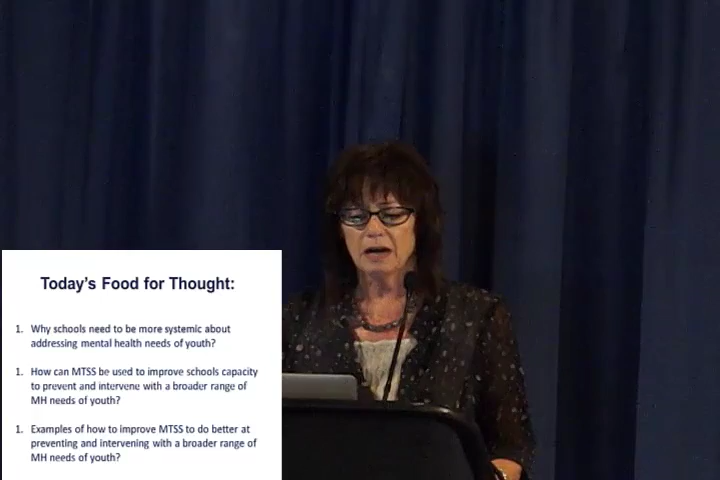 Today's Food for Thought:
1. Why schools need to be more systemic about
addressing mental health needs of youth?
1. How can MTSS be used to improve schools capacity
to prevent and intervene with a broader range of
MH needs of youth?
1. Examples of how to improve MTSS to do better at
preventing and intervening with a broader range of
MH needs of youth?